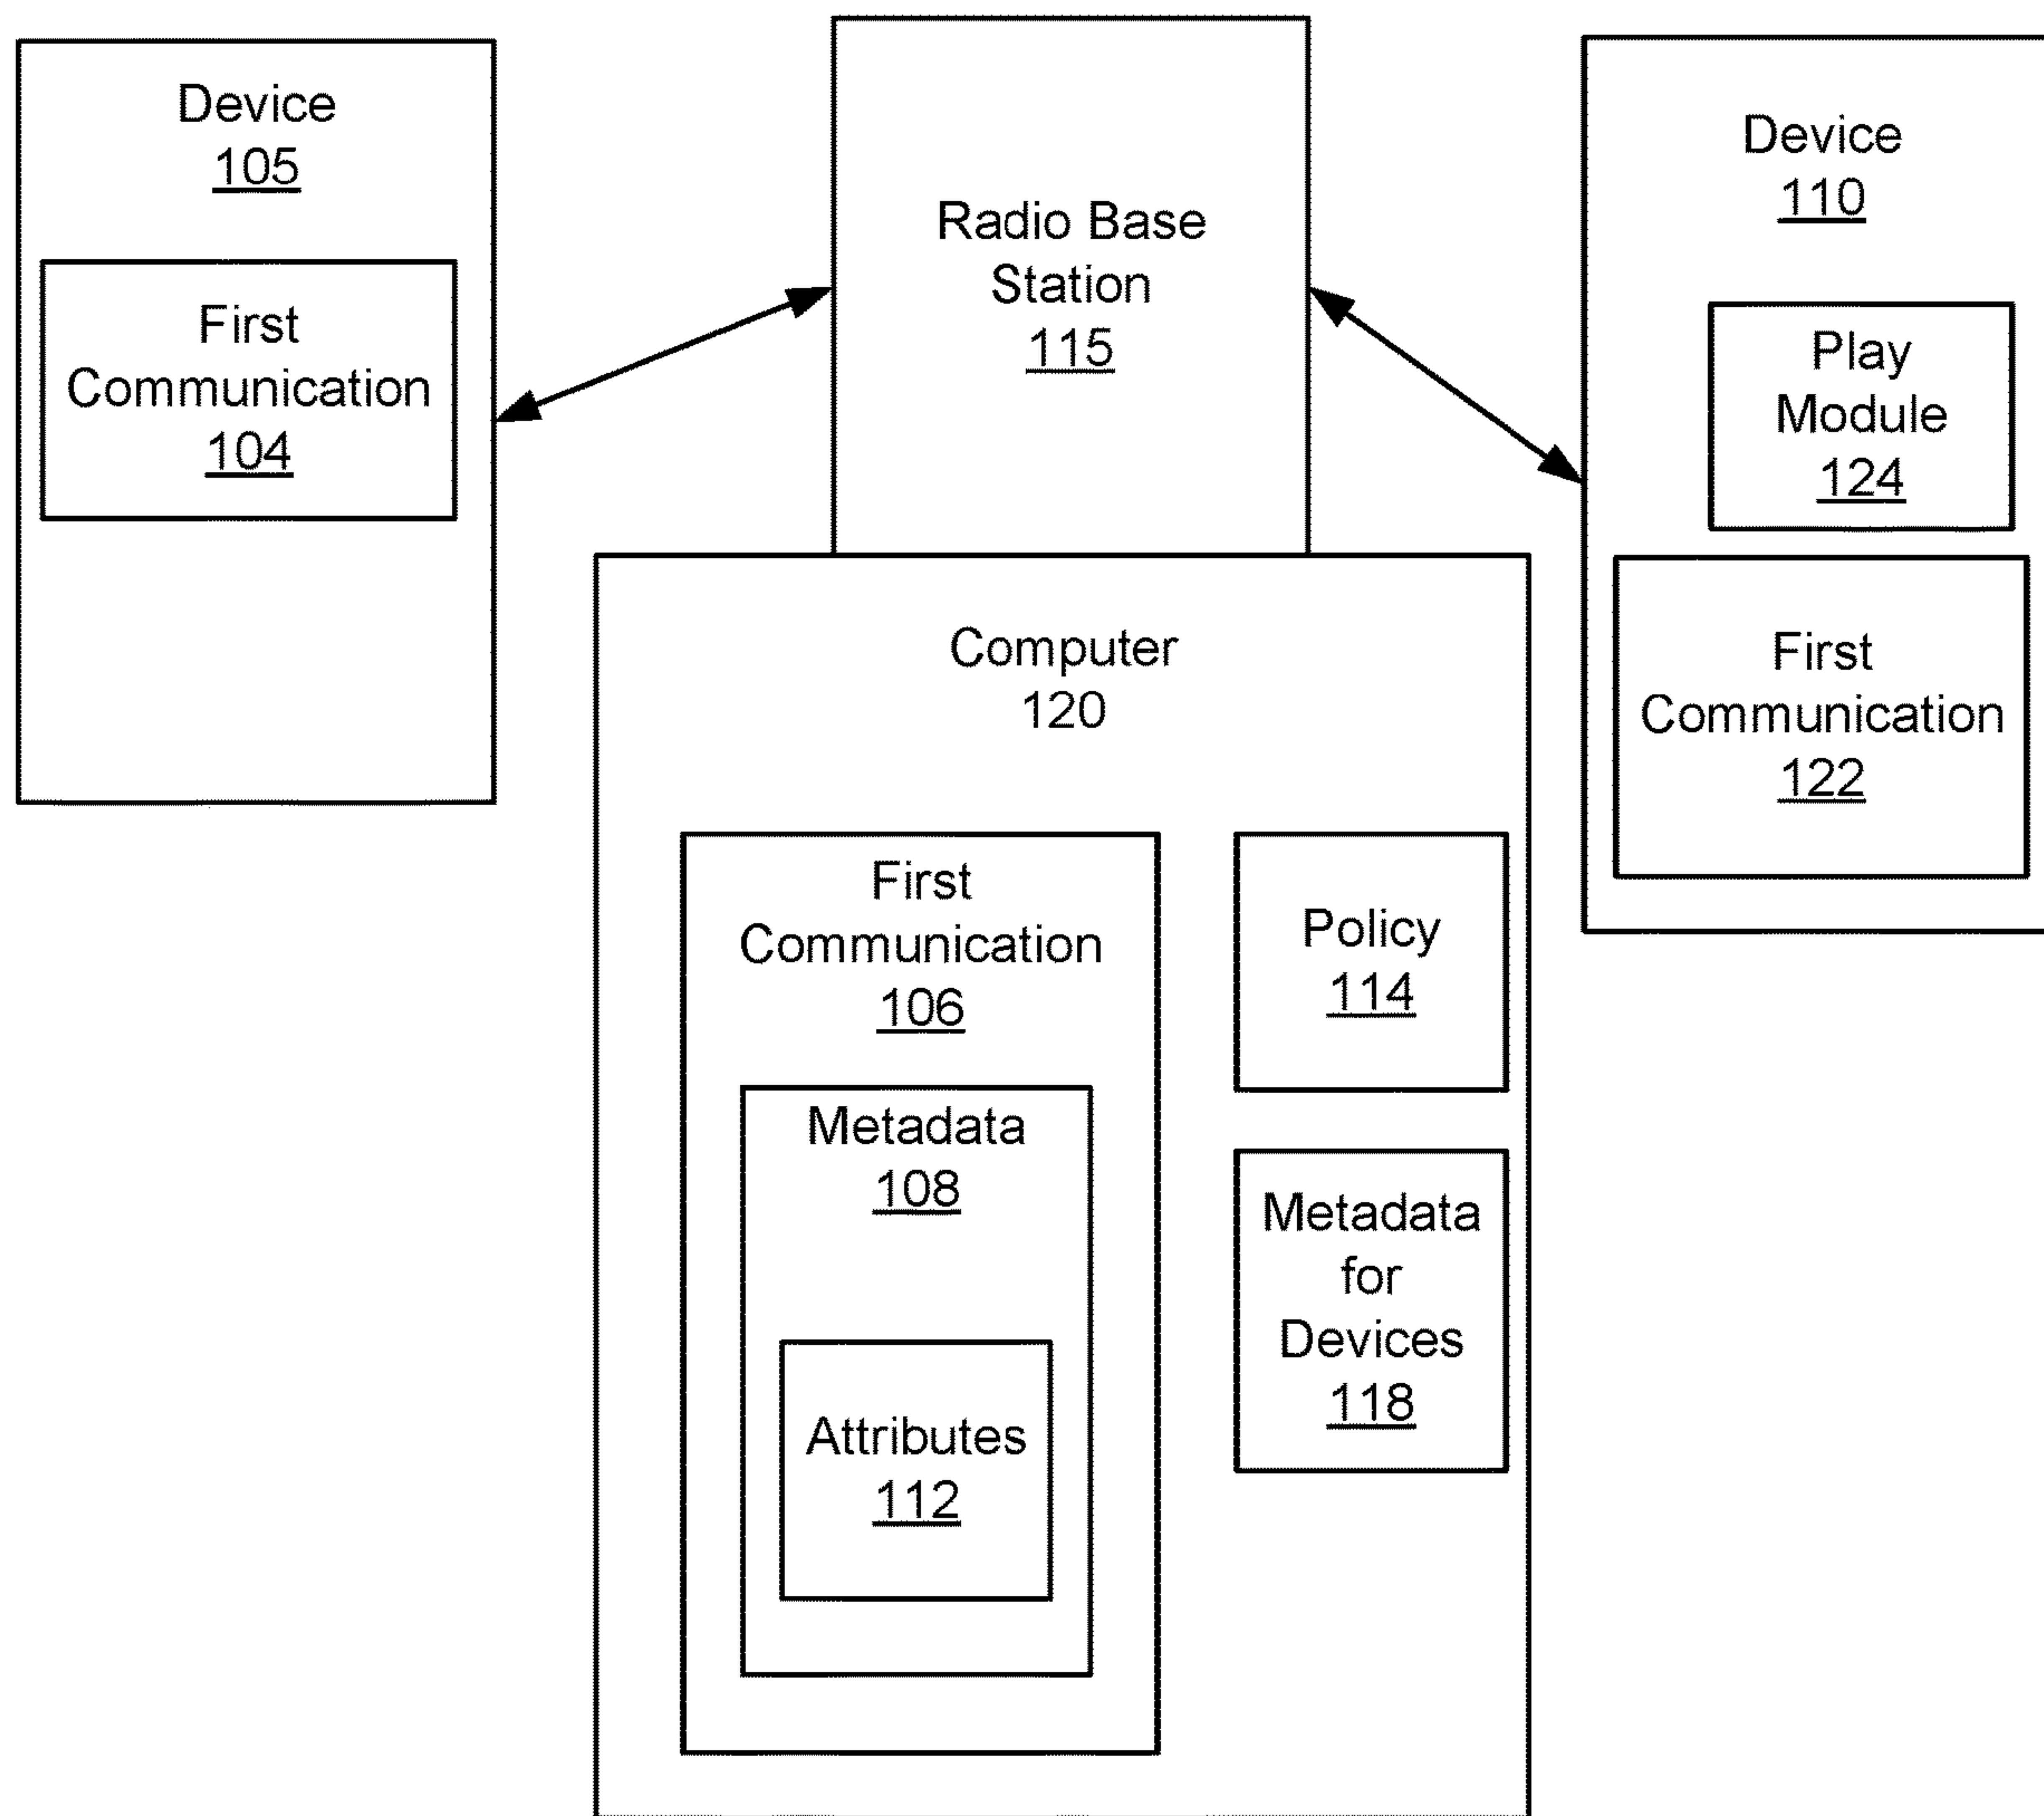 Device
105
First
Communication
104
Radio Base
Station
115
Device
110
Play
Module
124
First
Communication
122
Computer
120
First
Communication
106
Metadata
108
Attributes
112
Policy
114
Metadata
for
Devices
118